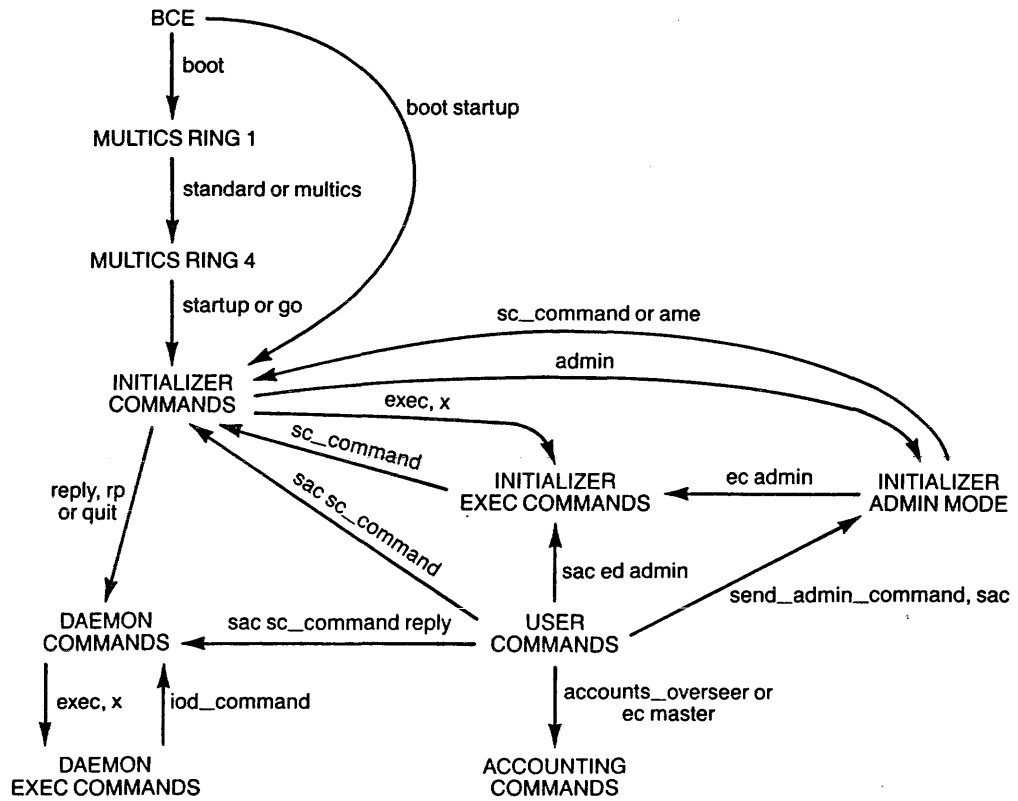 BCE
boot
boot startup
MULTICS RING 1
standard or multics
MULTICS RING 4
startup or go
sc_command or ame
admin
INITIALIZER
COMMANDS
exec, x
sc_command
sac sc_command
reply, rp
or quit
INITIALIZER
EXEC COMMANDS
ec admin
INITIALIZER
ADMIN MODE
sac ed admin
send_admin_command, sac
DAEMON
COMMANDS
sac sc_command reply
USER
COMMANDS
exec, x
iod_command
accounts_overseer or
ec master
DAEMON
EXEC COMMANDS
ACCOUNTING
COMMANDS